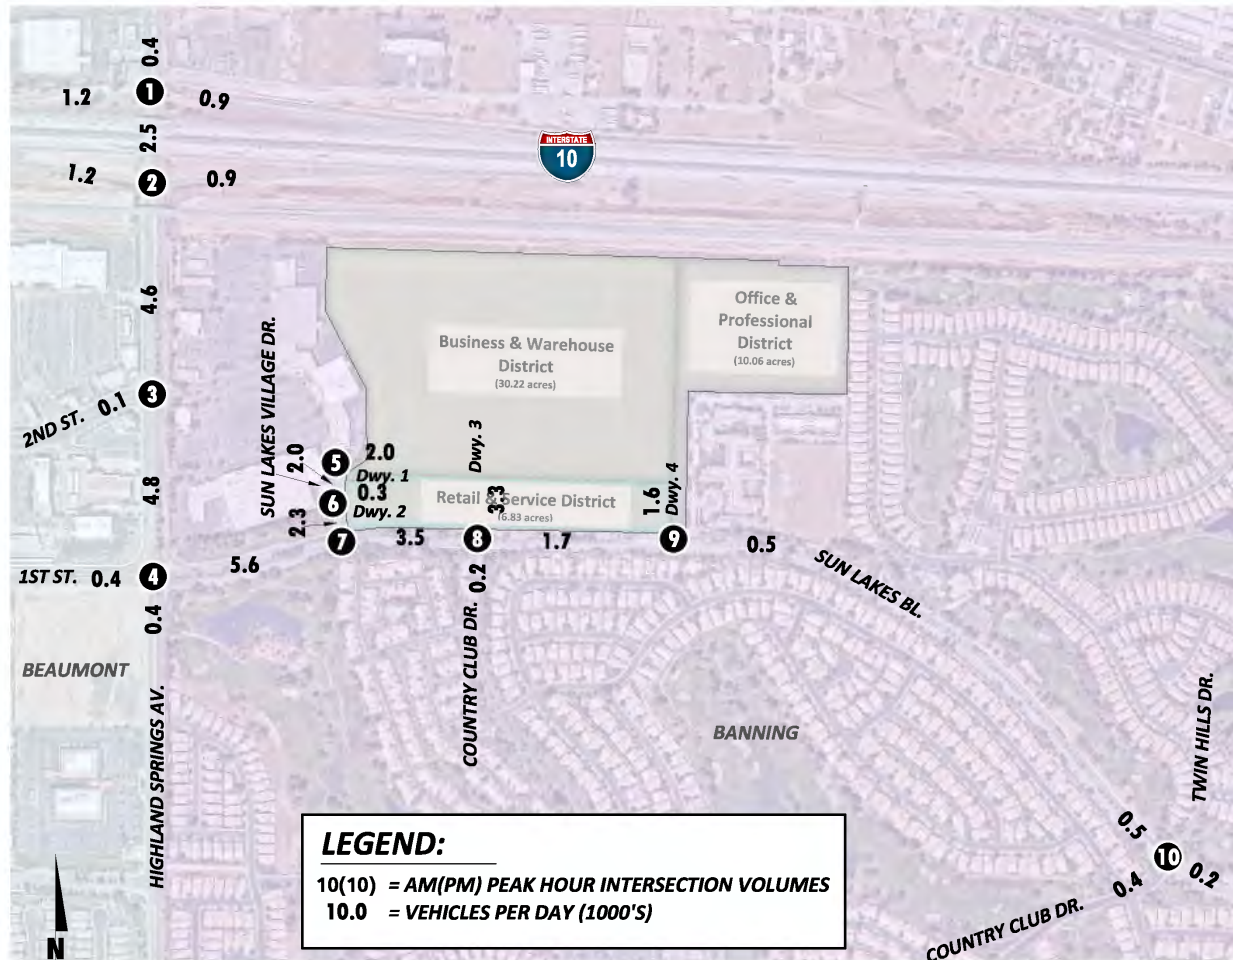 0.4
1
1.2
0.9
2.5
INTERSTATE
10
1.2
2
0.9
4.6
Office &
Professional
District
(10.06 acres)
Business & Warehouse
District
(30.22 acres)
SUN LAKES VILLAGE DR.
3
2ND ST. 0.1
4.8
2.0
5
2.0
Dwy. 1
Dwy. 3
6
0.3
Dwy. 2
Retail & Service District
(6.83 acres)
3.3
1.6
Dwy. 4
2.3
7
3.5
8
1.7
9
0.5
1ST ST. 0.4
4
5.6
0.4
0.2
COUNTRY CLUB DR.
SUN LAKES BL.
BEAUMONT
HIGHLAND SPRINGS AV.
BANNING
TWIN HILLS DR.
0.5
10
0.2
0.4
COUNTRY CLUB DR.
LEGEND:
10(10) = AM(PM) PEAK HOUR INTERSECTION VOLUMES
10.0 = VEHICLES PER DAY (1000'S)
N